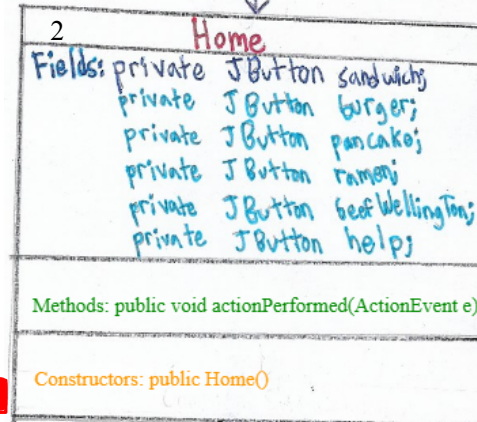 2
Home
Fields: private JButton sandwich;
private JButton burger;
private JButton pancake;
private JButton ramen;
private JButton beefWellington;
private JButton help;
Methods: public void actionPerformed(ActionEvent e)
Constructors: public Home()